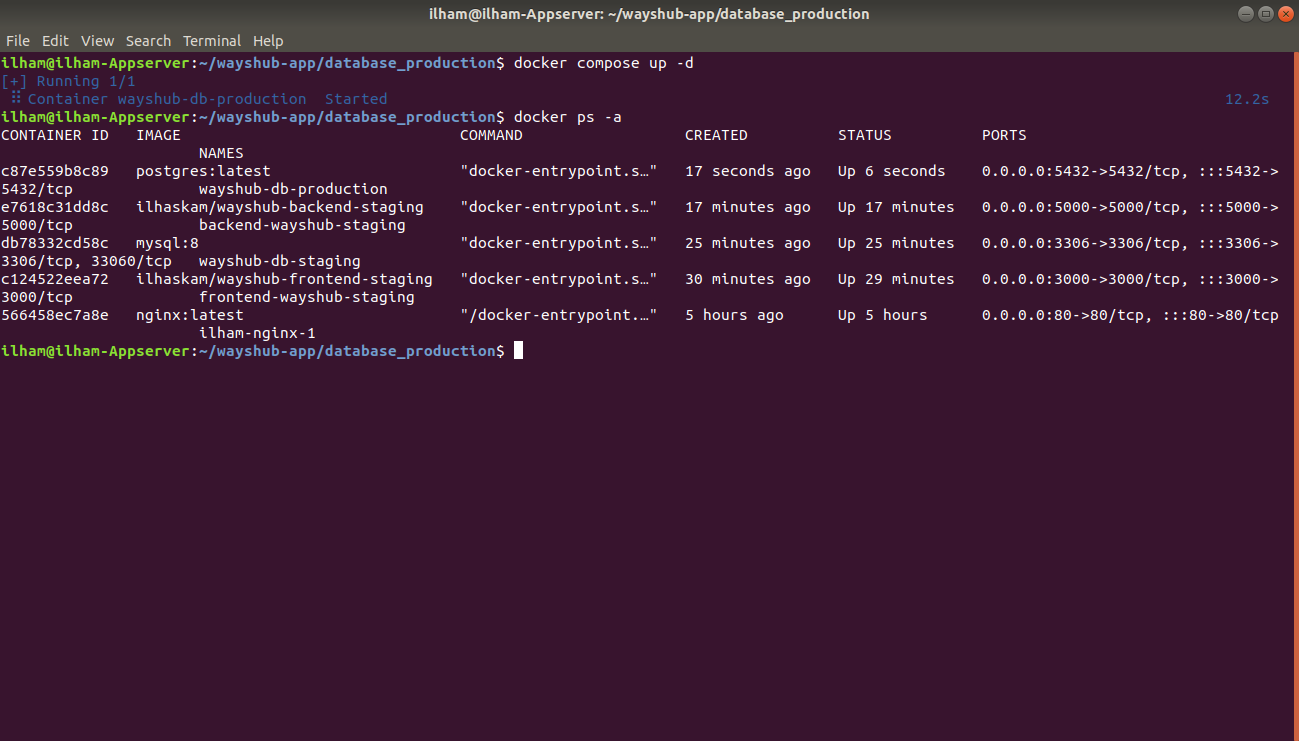 ilham@ilham-Appserver: ~/wayshub-app/database_production
File Edit View Search Terminal Help
ilham@ilham-Appserver:~/wayshub-app/database_production$ docker compose up -d
[+] Running 1/1
 ⠿ Container wayshub-db-production  Started                                                                                             12.2s
ilham@ilham-Appserver:~/wayshub-app/database_production$ docker ps -a
CONTAINER ID   IMAGE                               COMMAND                  CREATED          STATUS          PORTS
                      NAMES
c87e559b8c89   postgres:latest                     "docker-entrypoint.s…"   17 seconds ago   Up 6 seconds    0.0.0.0:5432->5432/tcp, :::5432->
5432/tcp              wayshub-db-production
e7618c31dd8c   ilhaskam/wayshub-backend-staging    "docker-entrypoint.s…"   17 minutes ago   Up 17 minutes   0.0.0.0:5000->5000/tcp, :::5000->
5000/tcp              backend-wayshub-staging
db78332cd58c   mysql:8                             "docker-entrypoint.s…"   25 minutes ago   Up 25 minutes   0.0.0.0:3306->3306/tcp, :::3306->
3306/tcp, 33060/tcp   wayshub-db-staging
c124522eea72   ilhaskam/wayshub-frontend-staging   "docker-entrypoint.s…"   30 minutes ago   Up 29 minutes   0.0.0.0:3000->3000/tcp, :::3000->
3000/tcp              frontend-wayshub-staging
566458ec7a8e   nginx:latest                        "/docker-entrypoint.…"   5 hours ago      Up 5 hours      0.0.0.0:80->80/tcp, :::80->80/tcp
                      ilham-nginx-1
ilham@ilham-Appserver:~/wayshub-app/database_production$